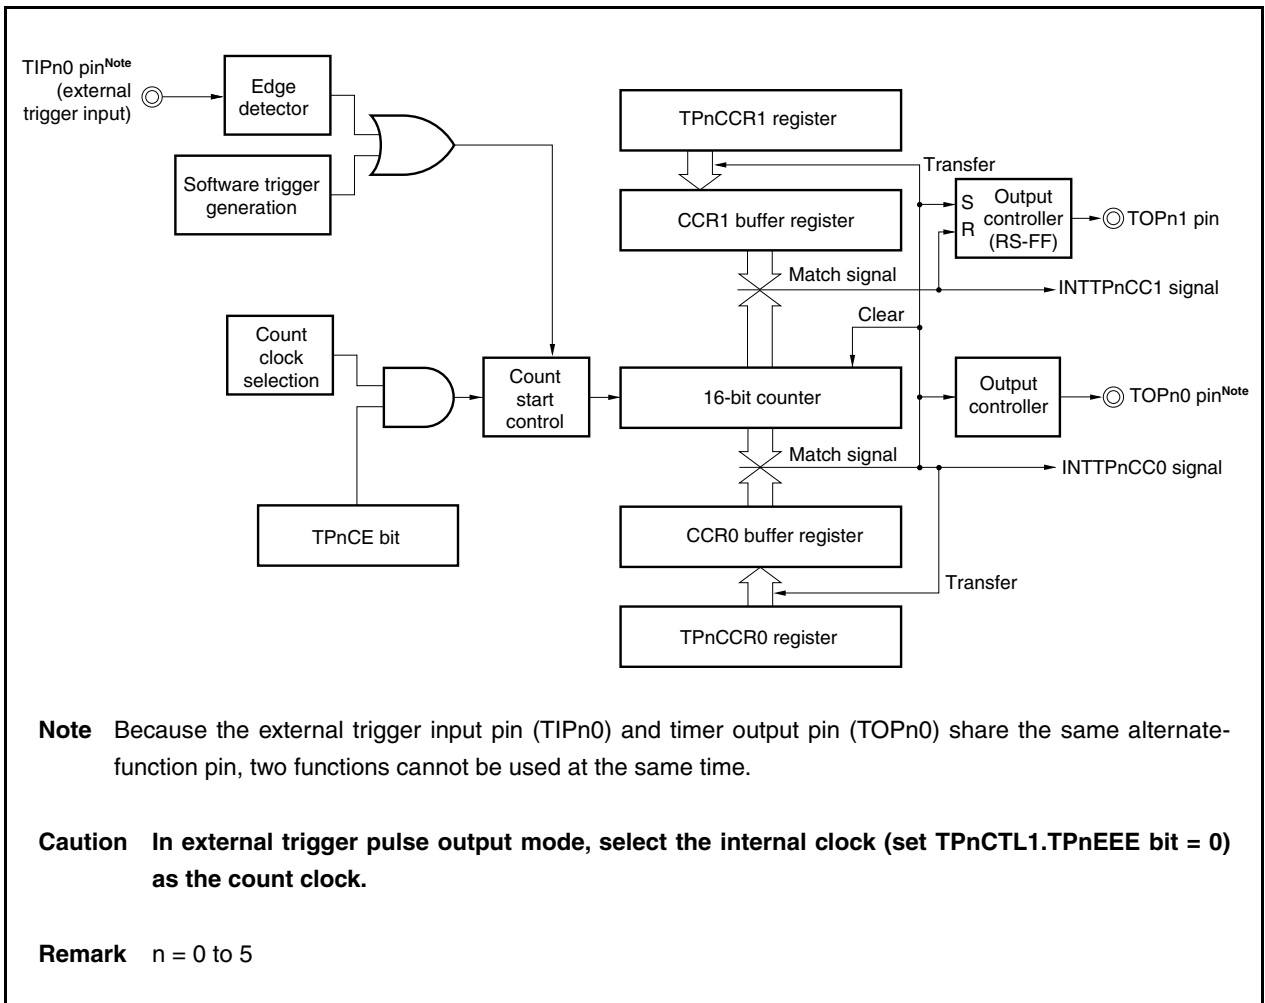 TIPn0 pinNote
(external
trigger input)
Edge
detector
Software trigger
generation
TPnCCR1 register
Transfer
CCR1 buffer register
S
R
Output
controller
(RS-FF)
TOPn1 pin
Match signal
INTTPnCC1 signal
Clear
Count
clock
selection
Count
start
control
16-bit counter
Output
controller
TOPn0 pinNote
Match signal
INTTPnCC0 signal
TPnCE bit
CCR0 buffer register
Transfer
TPnCCR0 register
Note Because the external trigger input pin (TIPn0) and timer output pin (TOPn0) share the same alternate-
function pin, two functions cannot be used at the same time.
Caution In external trigger pulse output mode, select the internal clock (set TPnCTL1.TPnEEE bit = 0)
as the count clock.
Remark n = 0 to 5